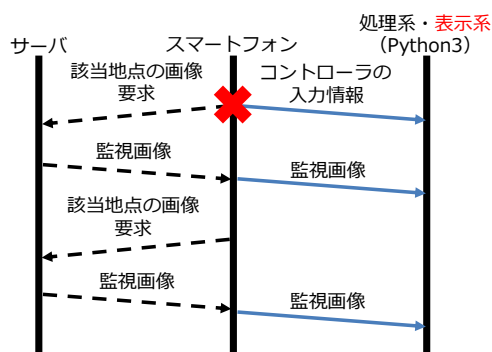 サーバ
スマートフォン
処理系・表示系
（Python3）
該当地点の画像
要求
コントローラの
入力情報
監視画像
監視画像
該当地点の画像
要求
監視画像
監視画像